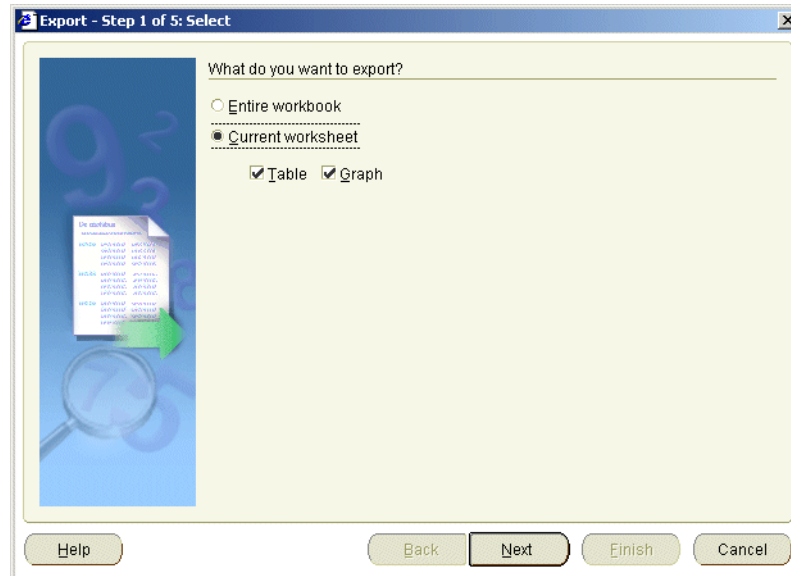 Export - Step 1 of 5: Select
What do you want to export?
Entire workbook
Current worksheet
Table Graph
Help Back Next Finish Cancel